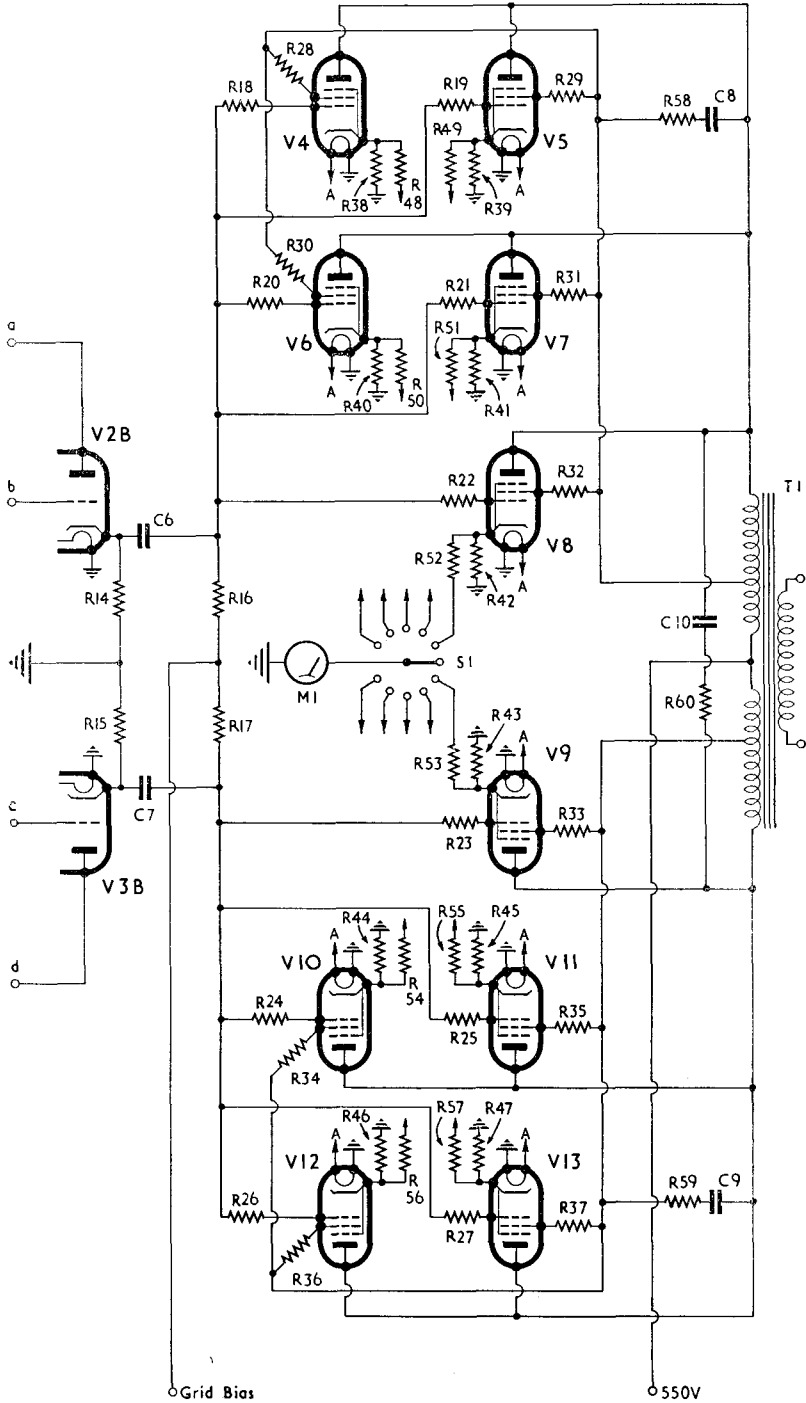 R28
R18
R19
R29
R58
C8
V4
R49
V5
A
R38
R
48
R39
A
R30
R20
R21
R31
V6
R51
V7
a
A
R40
R
50
R41
A
V2B
b
R22
R32
T1
C6
V8
R52
R42
A
R14
R16
C10
S1
M1
R60
R15
R17
R43
A
V9
R53
c
C7
R23
R33
V3B
A
R44
R55
R45
A
d
V10
R
54
V11
R24
R25
R35
R34
R46
R57
R47
A
A
V12
R
56
V13
R59
C9
R26
R27
R37
R36
Grid Bias
550V